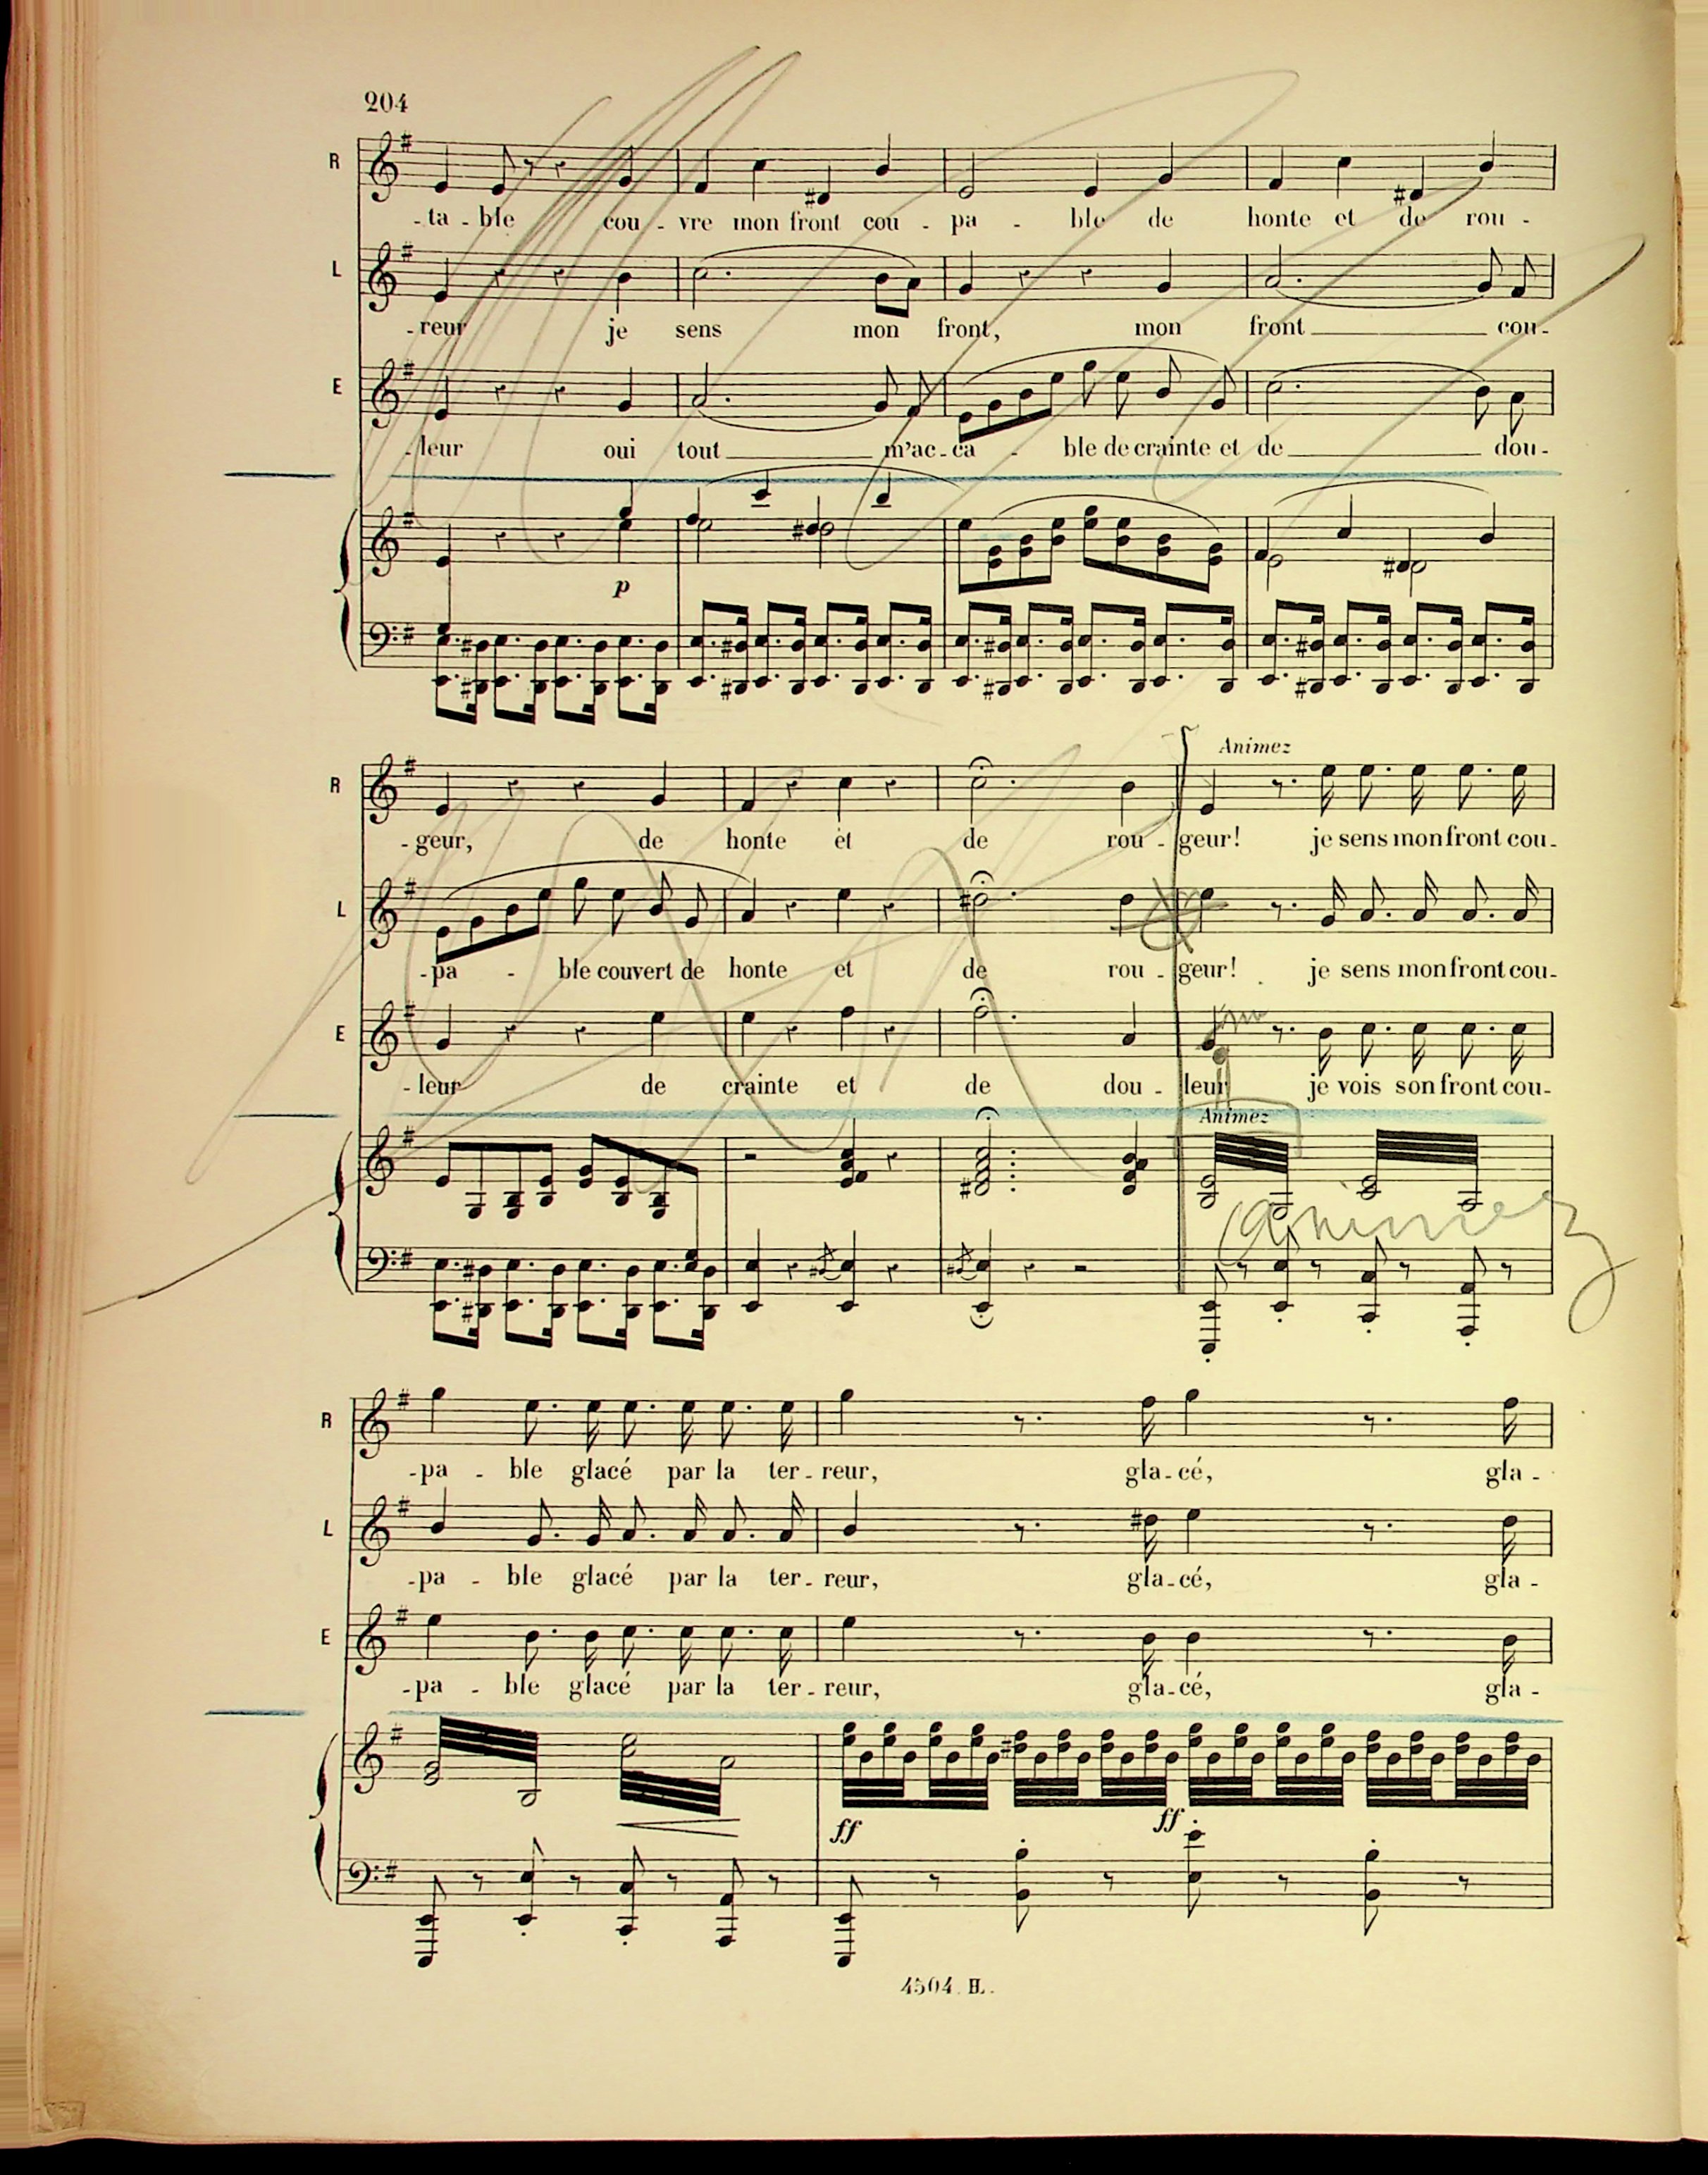 204
R
-ta - ble cou - vre mon front cou - pa - ble de honte et de rou -
L
-reur je sens mon front, mon front cou-
E
-leur oui tout m'ac-ca - ble de crainte et de dou-
p
Animez
R
-geur, de honte et de rou - geur! je sens mon front cou-
L
-pa - ble couvert de honte et de rou - geur! je sens mon front cou-
E
-leur de crainte et de dou - leur je vois son front cou-
Animez
animez
R
-pa - ble glacé par la ter - reur, gla-cé, gla -
L
-pa - ble glacé par la ter - reur, gla-cé, gla -
E
-pa - ble glacé par la ter - reur, gla-cé, gla -
ff ff
4504. H.